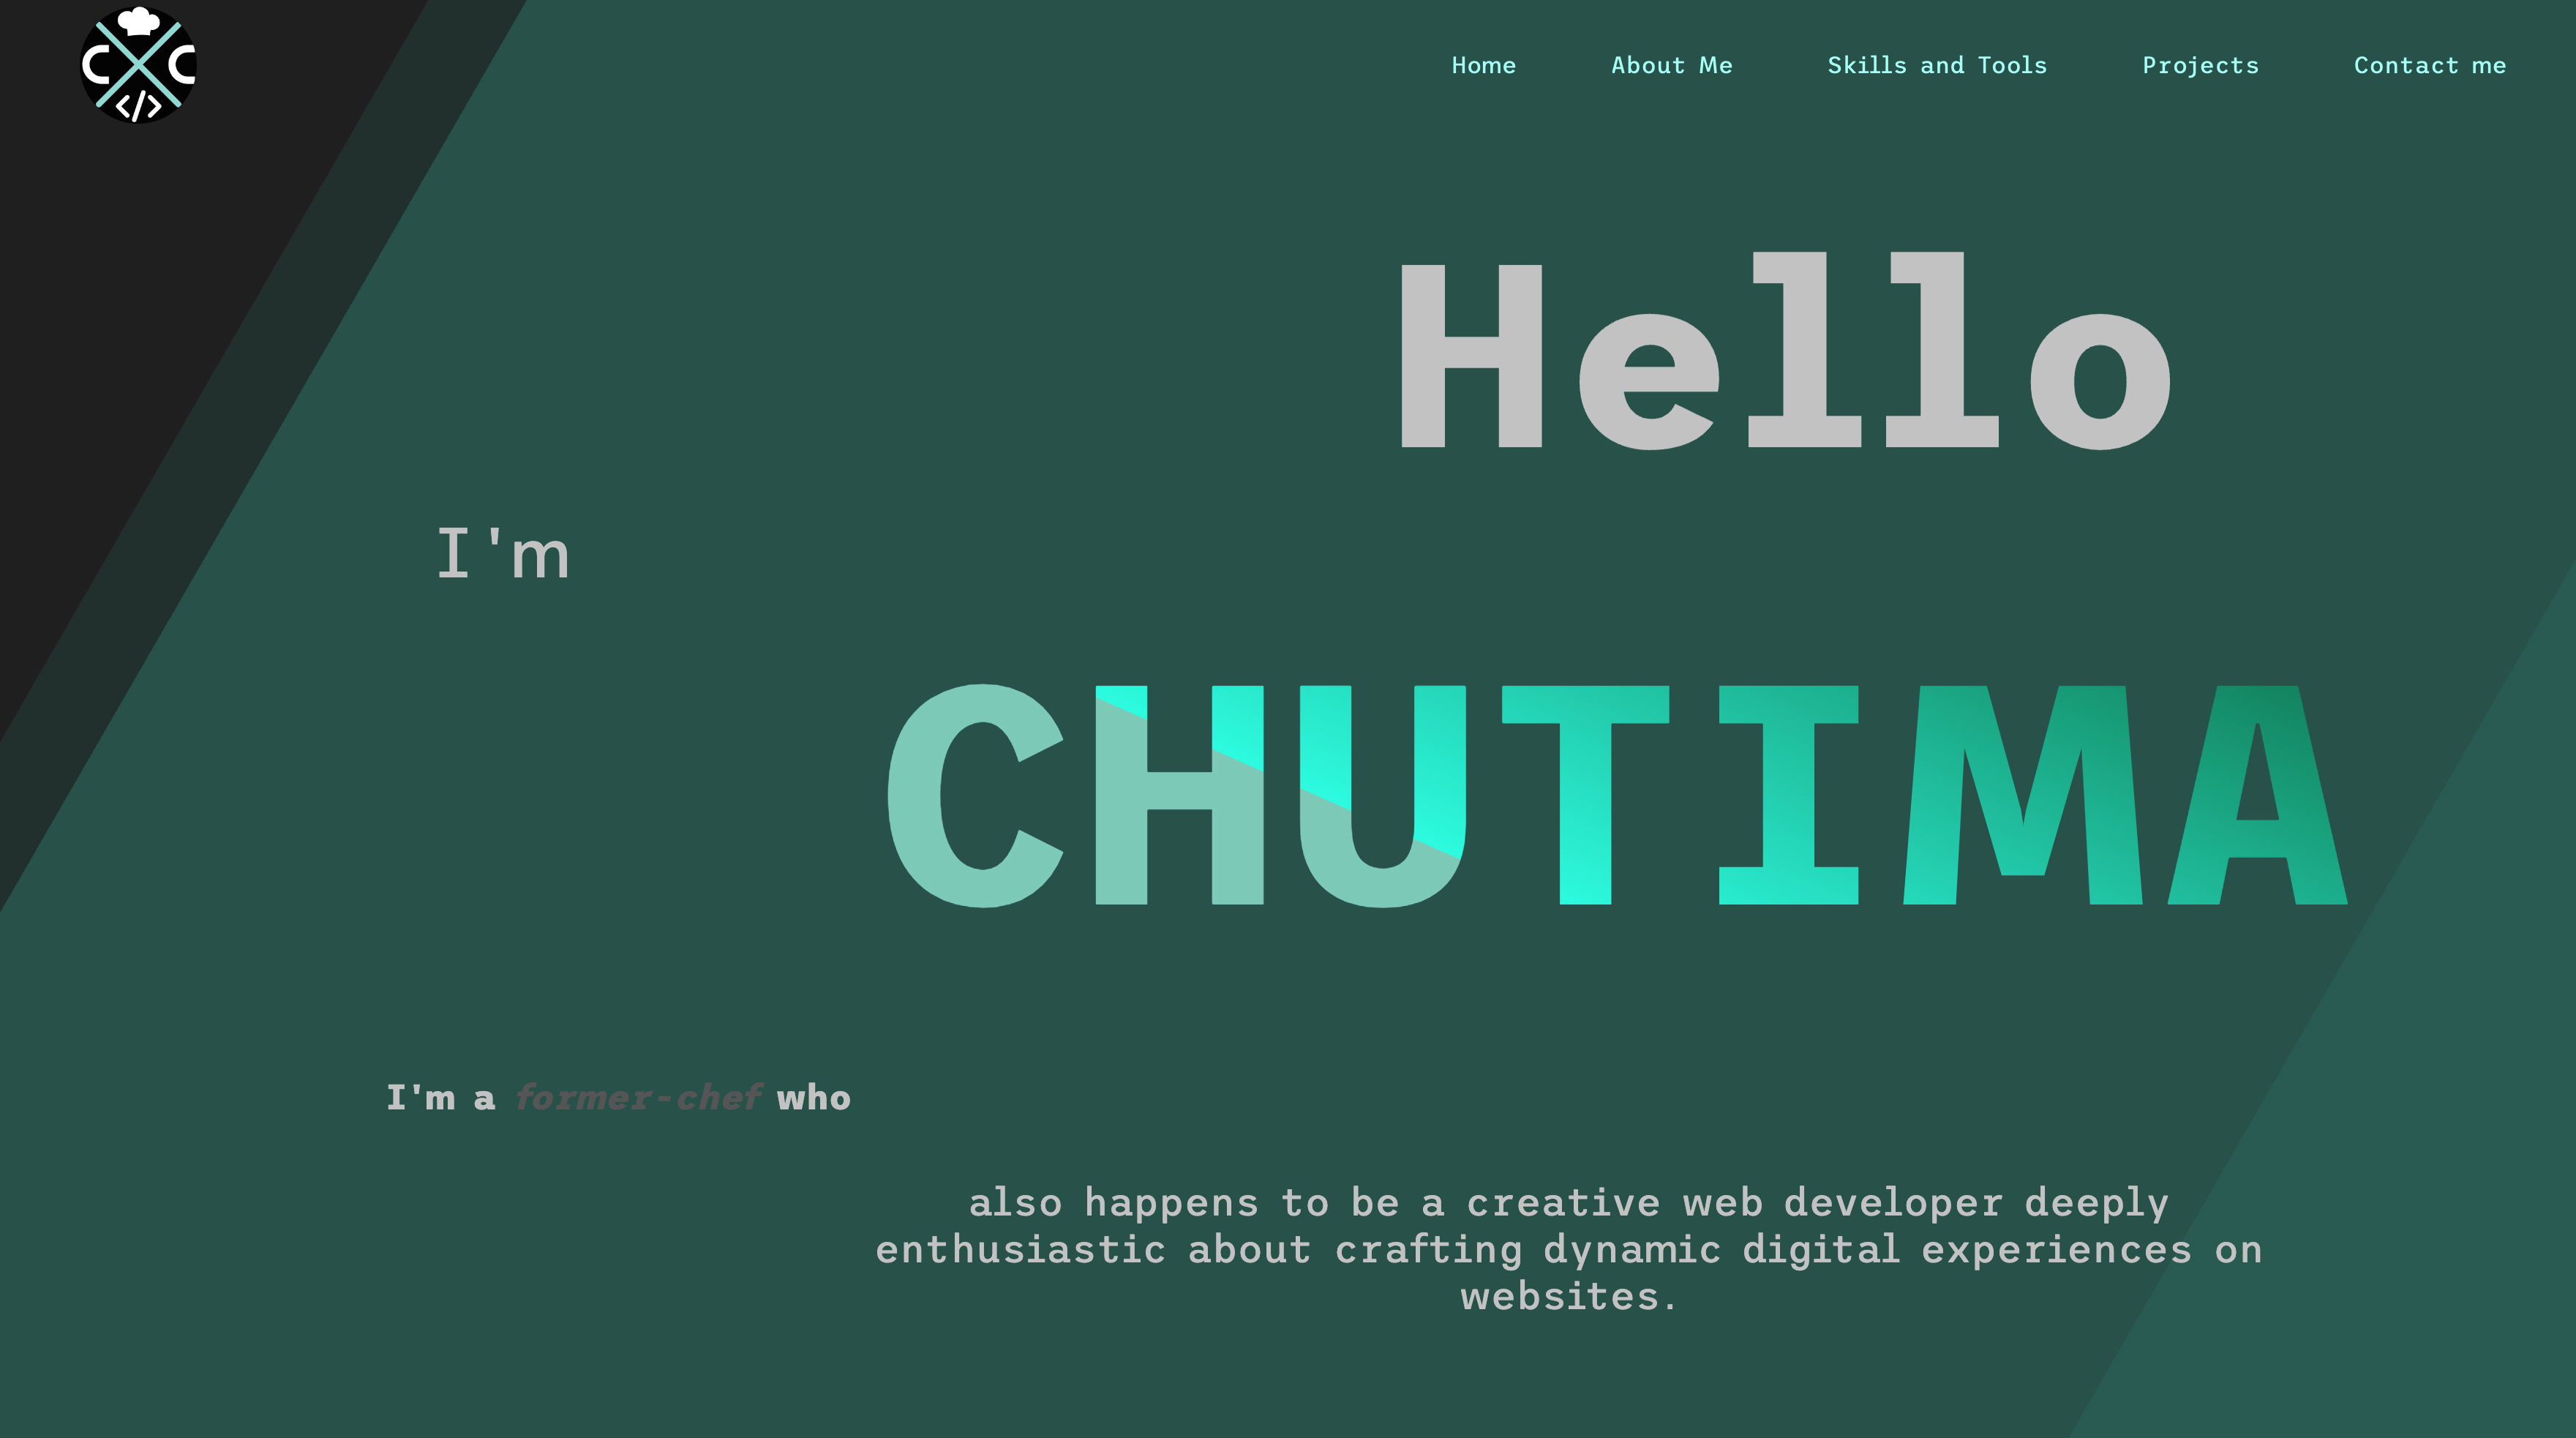 C C
</>
Home About Me Skills and Tools Projects Contact me
Hello
I'm
CHUTIMA
I'm a former-chef who
also happens to be a creative web developer deeply
enthusiastic about crafting dynamic digital experiences on
websites.